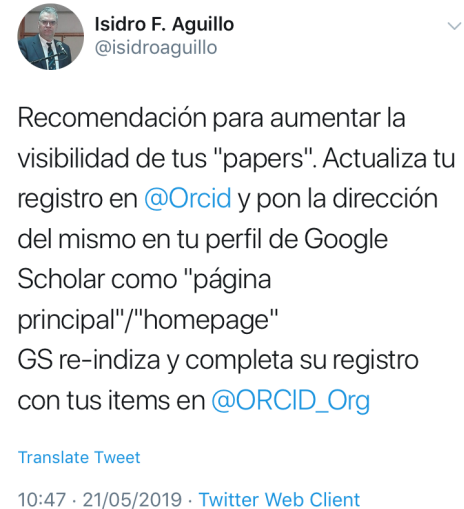 Isidro F. Aguillo
@isidroaguillo
Recomendación para aumentar la
visibilidad de tus "papers". Actualiza tu
registro en @Orcid y pon la dirección
del mismo en tu perfil de Google
Scholar como "página
principal"/"homepage"
GS re-indiza y completa su registro
con tus items en @ORCID_Org
Translate Tweet
10:47 · 21/05/2019 · Twitter Web Client